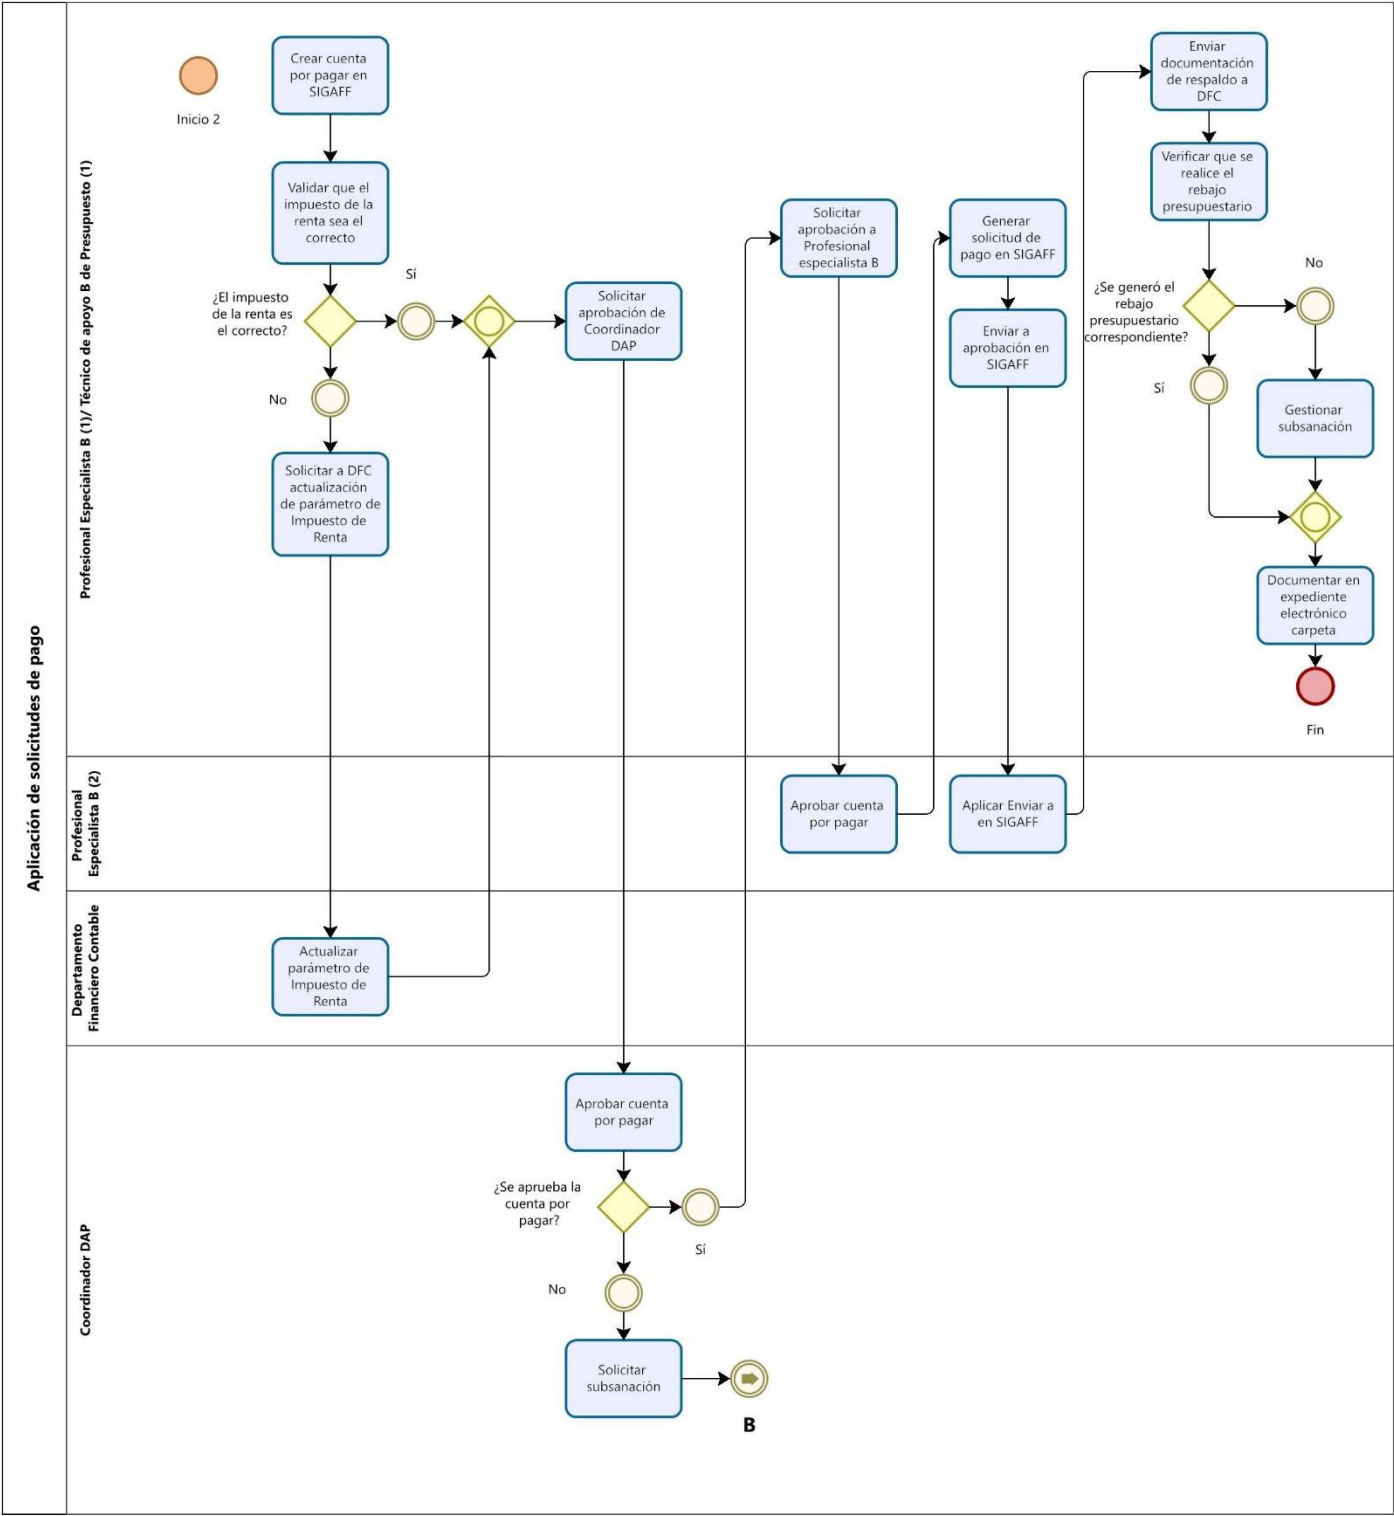 Aplicación de solicitudes de pago
Profesional Especialista B (1)/ Técnico de apoyo B de Presupuesto (1)
Inicio 2
Crear cuenta
por pagar en
SIGAFF
Validar que el
impuesto de la
renta sea el
correcto
¿El impuesto
de la renta es
el correcto?
Sí
No
Solicitar a DFC
actualización
de parámetro de
Impuesto de
Renta
Solicitar
aprobación de
Coordinador
DAP
Solicitar
aprobación a
Profesional
especialista B
Generar
solicitud de
pago en SIGAFF
Enviar a
aprobación en
SIGAFF
Enviar
documentación
de respaldo a
DFC
Verificar que se
realice el
rebajo
presupuestario
¿Se generó el
rebajo
presupuestario
correspondiente?
No
Sí
Gestionar
subsanación
Documentar en
expediente
electrónico
carpeta
Fin
Profesional
Especialista B (2)
Aprobar cuenta
por pagar
Aplicar Enviar a
en SIGAFF
Departamento
Financiero Contable
Actualizar
parámetro de
Impuesto de
Renta
Coordinador DAP
Aprobar cuenta
por pagar
¿Se aprueba la
cuenta por
pagar?
Sí
No
Solicitar
subsanación
B